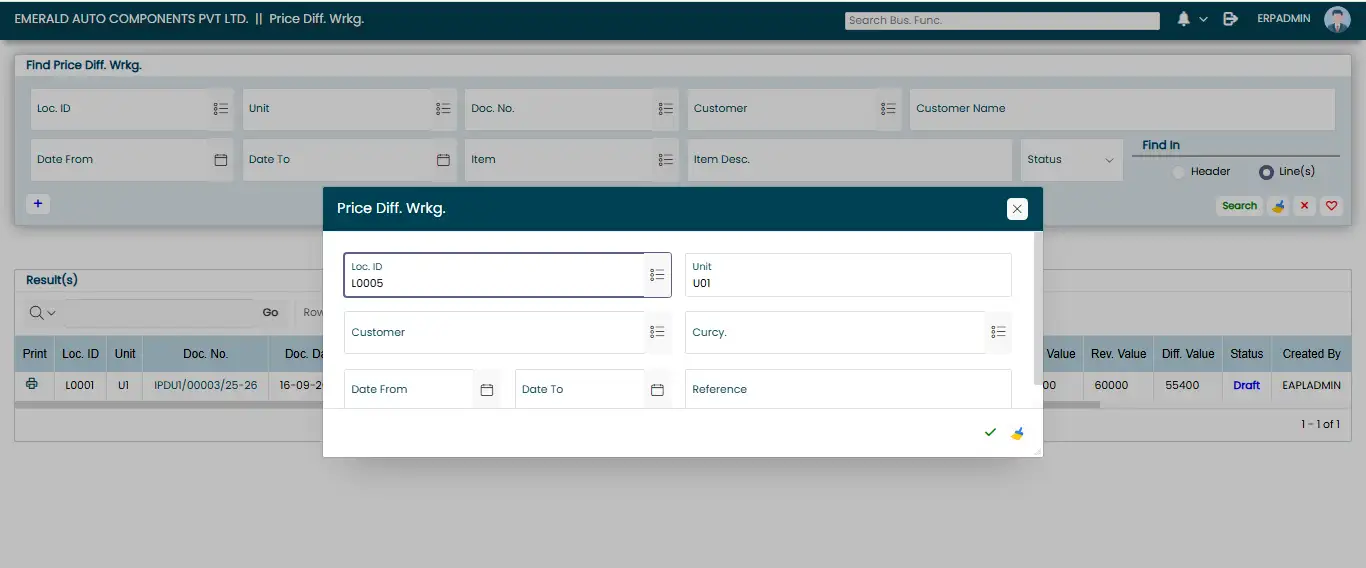 EMERALD AUTO COMPONENTS PVT LTD. || Price Diff. Wrkg.
Search Bus. Func.
ERPADMIN
Find Price Diff. Wrkg.
Loc. ID
Unit
Doc. No.
Customer
Customer Name
Date From
Date To
Item
Item Desc.
Status
Find In
Header
Line(s)
+
Search
Price Diff. Wrkg.
Loc. ID
L0005
Unit
U01
Customer
Curcy.
Date From
Date To
Reference
Result(s)
Go
Print Loc. ID Unit Doc. No. Value Rev. Value Diff. Value Status Created By
L0001 U1 IPDU1/00003/25-26 60000 55400 Draft EAPLADMIN
1 - 1 of 1